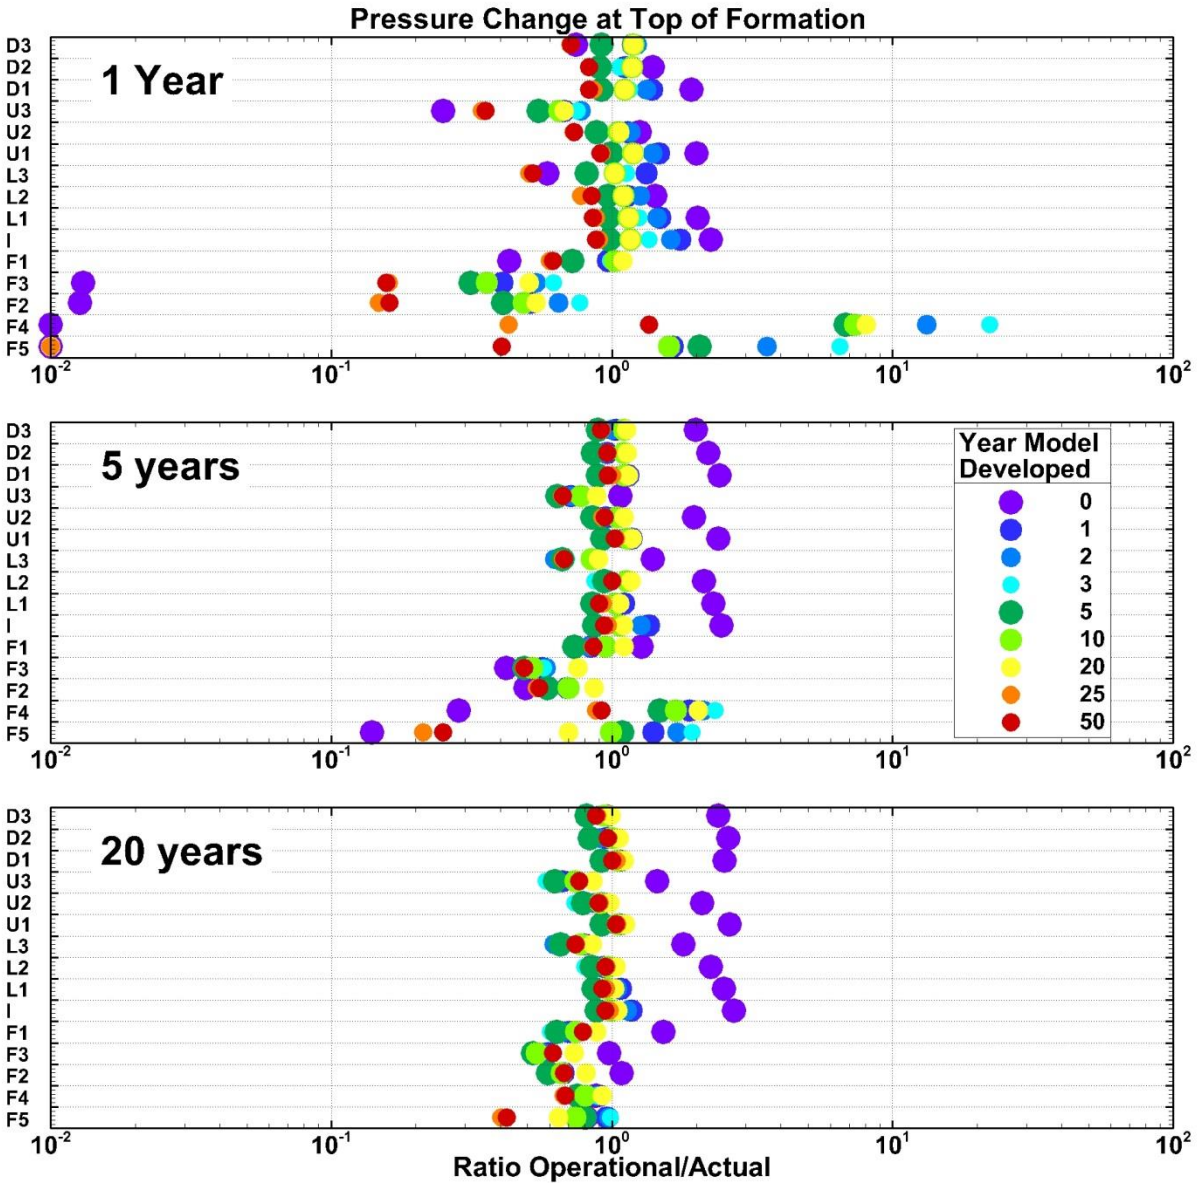 Pressure Change at Top of Formation
1 Year
D3
D2
D1
U3
U2
U1
L3
L2
L1
I
F1
F3
F2
F4
F5
10-2 10-1 100 101 102
5 years
D3
D2
D1
U3
U2
U1
L3
L2
L1
I
F1
F3
F2
F4
F5
10-2 10-1 100 101 102
Year Model
Developed
0
1
2
3
5
10
20
25
50
20 years
D3
D2
D1
U3
U2
U1
L3
L2
L1
I
F1
F3
F2
F4
F5
10-2 10-1 100 101 102
Ratio Operational/Actual